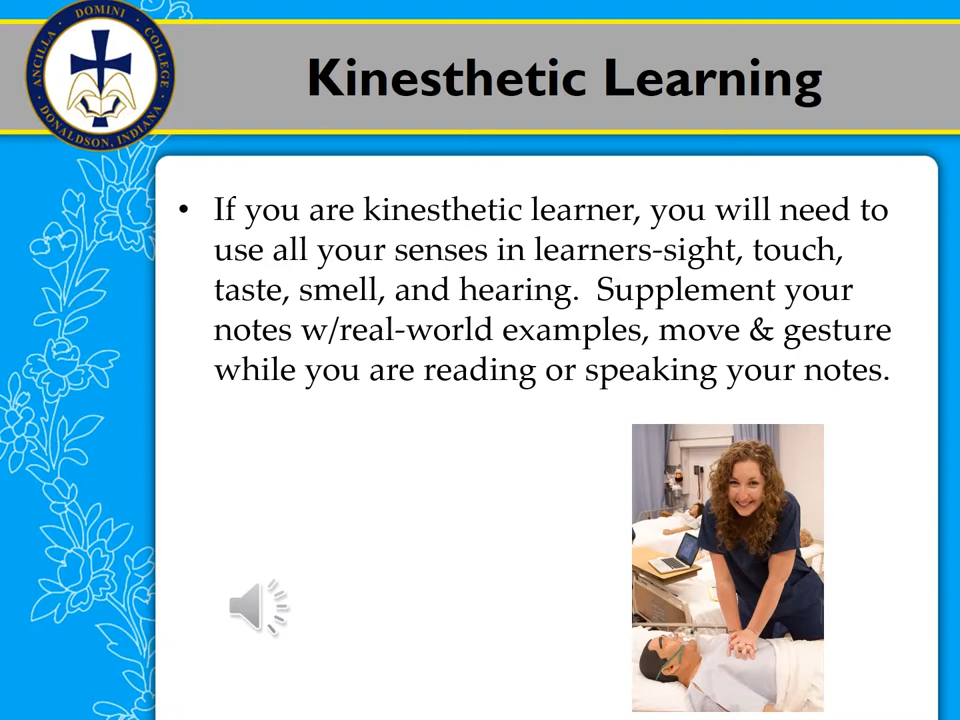 ANCILLA DOMINI COLLEGE
DONALDSON, INDIANA
Kinesthetic Learning
• If you are kinesthetic learner, you will need to
use all your senses in learners-sight, touch,
taste, smell, and hearing.  Supplement your
notes w/real-world examples, move & gesture
while you are reading or speaking your notes.